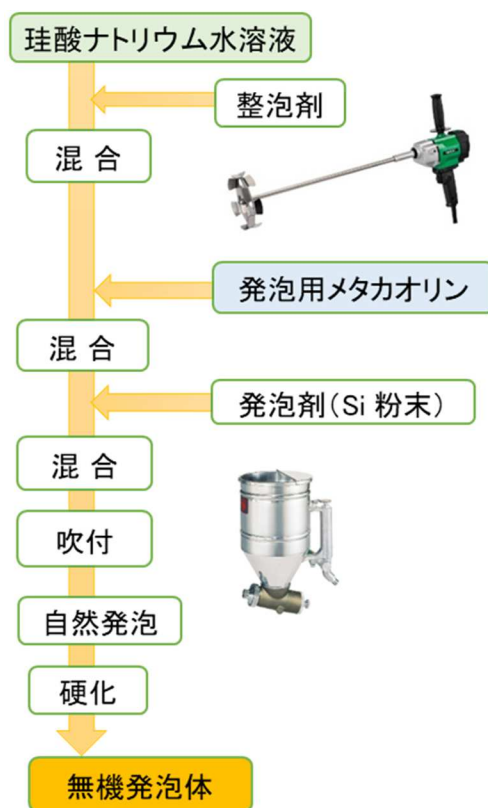 珪酸ナトリウム水溶液
整泡剤
混 合
発泡用メタカオリン
混 合
発泡剤（Si 粉末）
混 合
吹付
自然発泡
硬化
無機発泡体